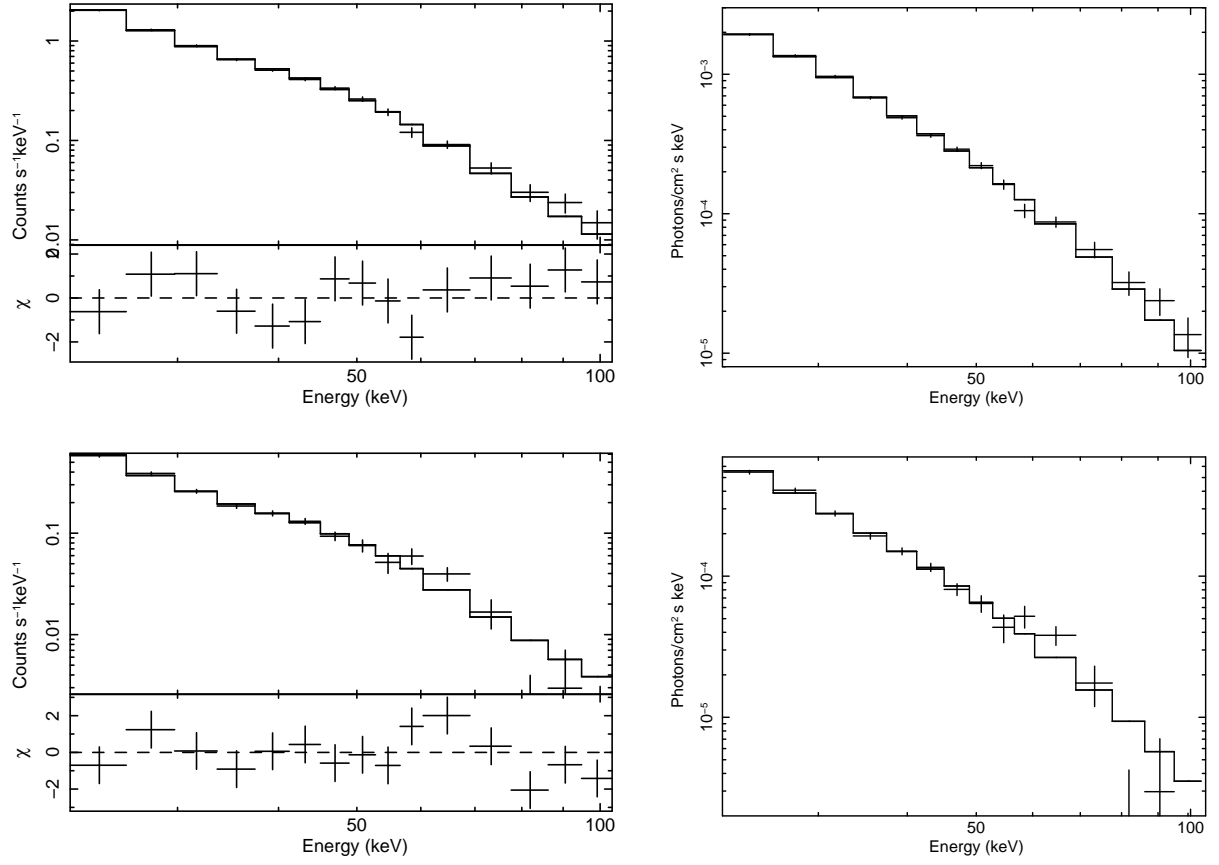 Counts s⁻¹keV⁻¹
1
0.1
0.01
χ
2
0
−2
50
100
Energy (keV)
Photons/cm² s keV
10⁻³
10⁻⁴
10⁻⁵
50
100
Energy (keV)
Counts s⁻¹keV⁻¹
0.1
0.01
χ
2
0
−2
50
100
Energy (keV)
Photons/cm² s keV
10⁻⁴
10⁻⁵
50
100
Energy (keV)